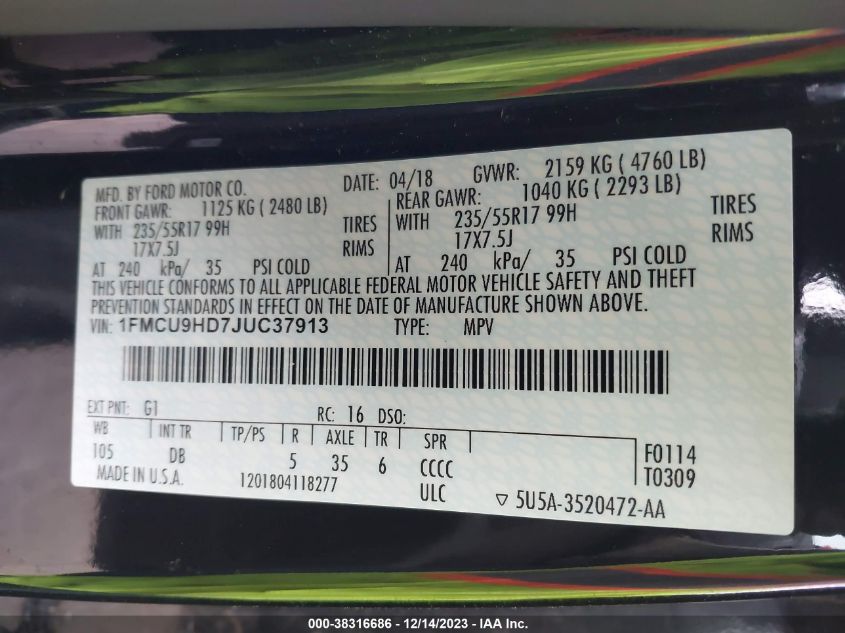 MFD. BY FORD MOTOR CO. DATE: 04/18 GVWR: 2159 KG ( 4760 LB)
FRONT GAWR: 1125 KG ( 2480 LB) REAR GAWR: 1040 KG ( 2293 LB)
WITH 235/55R17 99H TIRES WITH 235/55R17 99H TIRES
17X7.5J RIMS 17X7.5J RIMS
AT 240 kPa/ 35 PSI COLD AT 240 kPa/ 35 PSI COLD
THIS VEHICLE CONFORMS TO ALL APPLICABLE FEDERAL MOTOR VEHICLE SAFETY AND THEFT
PREVENTION STANDARDS IN EFFECT ON THE DATE OF MANUFACTURE SHOWN ABOVE.
VIN: 1FMCU9HD7JUC37913 TYPE: MPV
EXT PNT: G1 RC: 16 DSO:
WB INT TR TP/PS R AXLE TR SPR F0114
105 DB 5 35 6 CCCC T0309
MADE IN U.S.A. 1201804118277 ULC ▽ 5U5A-3520472-AA
000-38316686 - 12/14/2023 - IAA Inc.